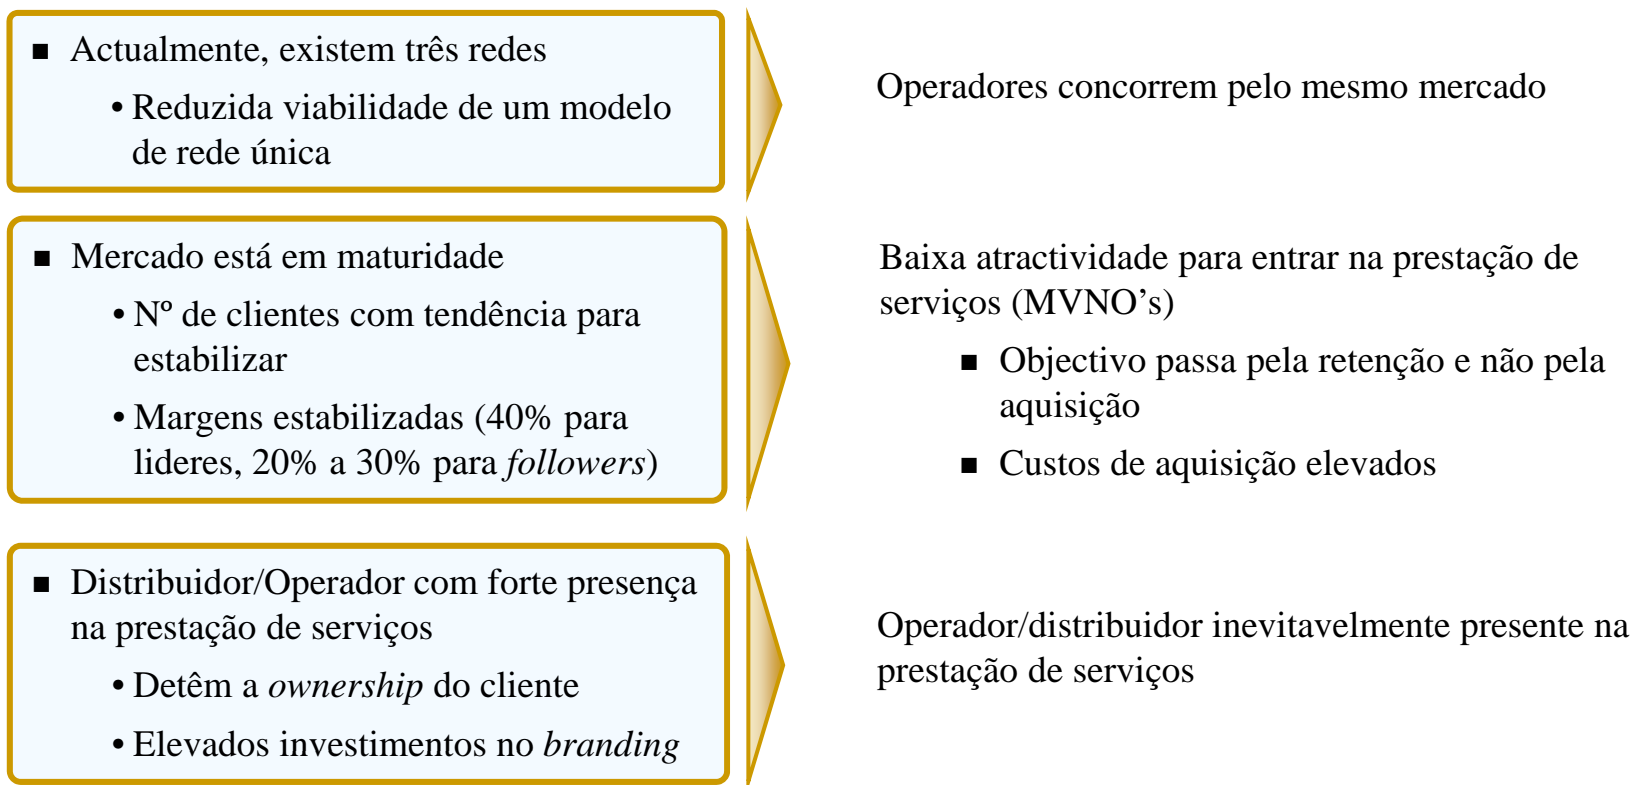 ■ Actualmente, existem três redes
• Reduzida viabilidade de um modelo
de rede única
Operadores concorrem pelo mesmo mercado
■ Mercado está em maturidade
• Nº de clientes com tendência para
estabilizar
• Margens estabilizadas (40% para
lideres, 20% a 30% para followers)
Baixa atractividade para entrar na prestação de
serviços (MVNO’s)
■ Objectivo passa pela retenção e não pela
aquisição
■ Custos de aquisição elevados
■ Distribuidor/Operador com forte presença
na prestação de serviços
• Detêm a ownership do cliente
• Elevados investimentos no branding
Operador/distribuidor inevitavelmente presente na
prestação de serviços